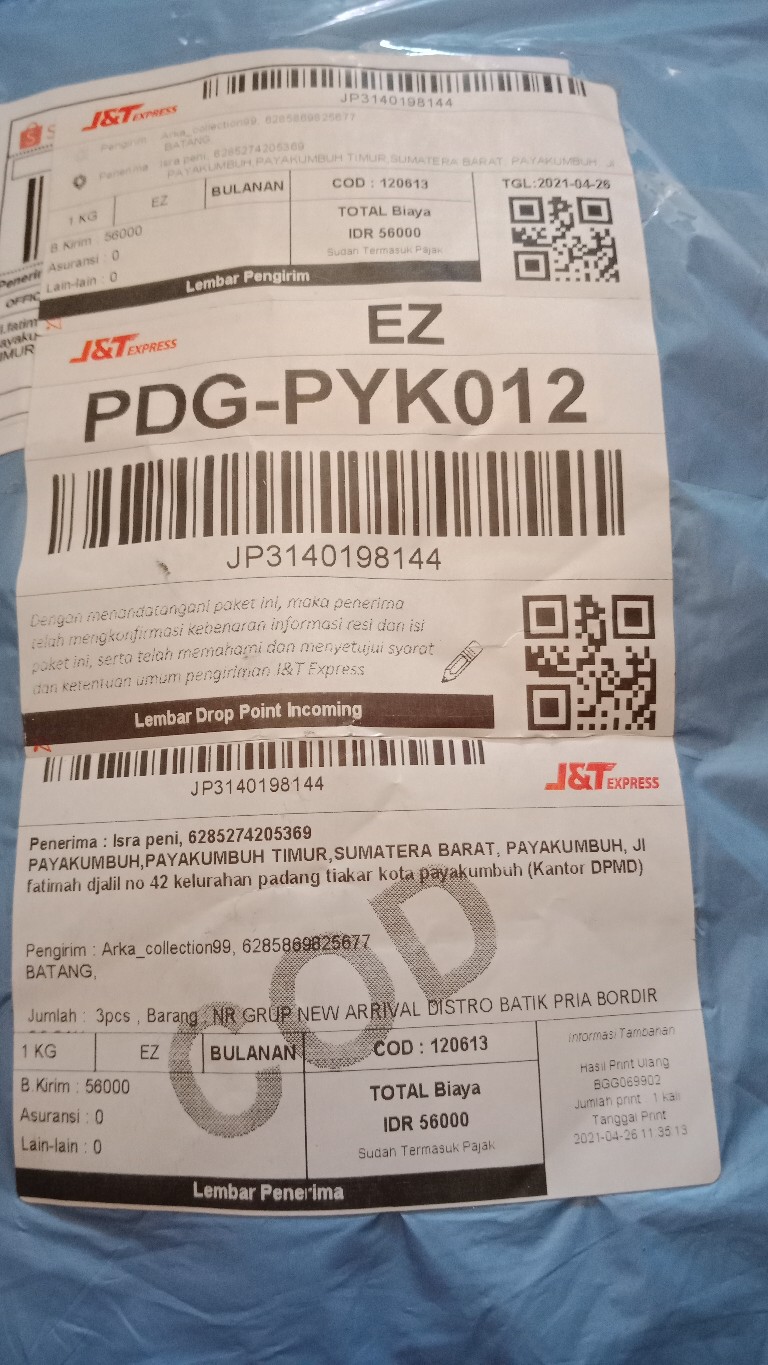 S
J&T EXPRESS
JP3140198144
Pengirim : Arka_collection99, 6285869825677
BATANG,
Penerima : Isra peni, 6285274205369
PAYAKUMBUH,PAYAKUMBUH TIMUR,SUMATERA BARAT, PAYAKUMBUH, Jl
1 KG
EZ
BULANAN
COD : 120613
TGL:2021-04-26
B.Kirim : 56000
Asuransi : 0
Lain-lain : 0
TOTAL Biaya
IDR 56000
Sudah Termasuk Pajak
Lembar Pengirim
Peneri
OFFIC
l.fatim
ayaku-
IMUR
J&T EXPRESS
EZ
PDG-PYK012
JP3140198144
Dengan menandatangani paket ini, maka penerima
telah mengkonfirmasi kebenaran informasi resi dan isi
paket ini, serta telah memahami dan menyetujui syarat
dan ketentuan umum pengiriman J&T Express
Lembar Drop Point Incoming
JP3140198144
J&T EXPRESS
Penerima : Isra peni, 6285274205369
PAYAKUMBUH,PAYAKUMBUH TIMUR,SUMATERA BARAT, PAYAKUMBUH, Jl
fatimah djalil no 42 kelurahan padang tiakar kota payakumbuh (Kantor DPMD)
Pengirim : Arka_collection99, 6285869825677
BATANG,
COD
Jumlah : 3pcs , Barang : NR GRUP NEW ARRIVAL DISTRO BATIK PRIA BORDIR
1 KG
EZ
BULANAN
COD : 120613
B.Kirim : 56000
Asuransi : 0
Lain-lain : 0
TOTAL Biaya
IDR 56000
Sudah Termasuk Pajak
Informasi Tambahan
Hasil Print Ulang
BGG069902
Jumlah print : 1 kali
Tanggal Print
2021-04-26 11:35:13
Lembar Penerima